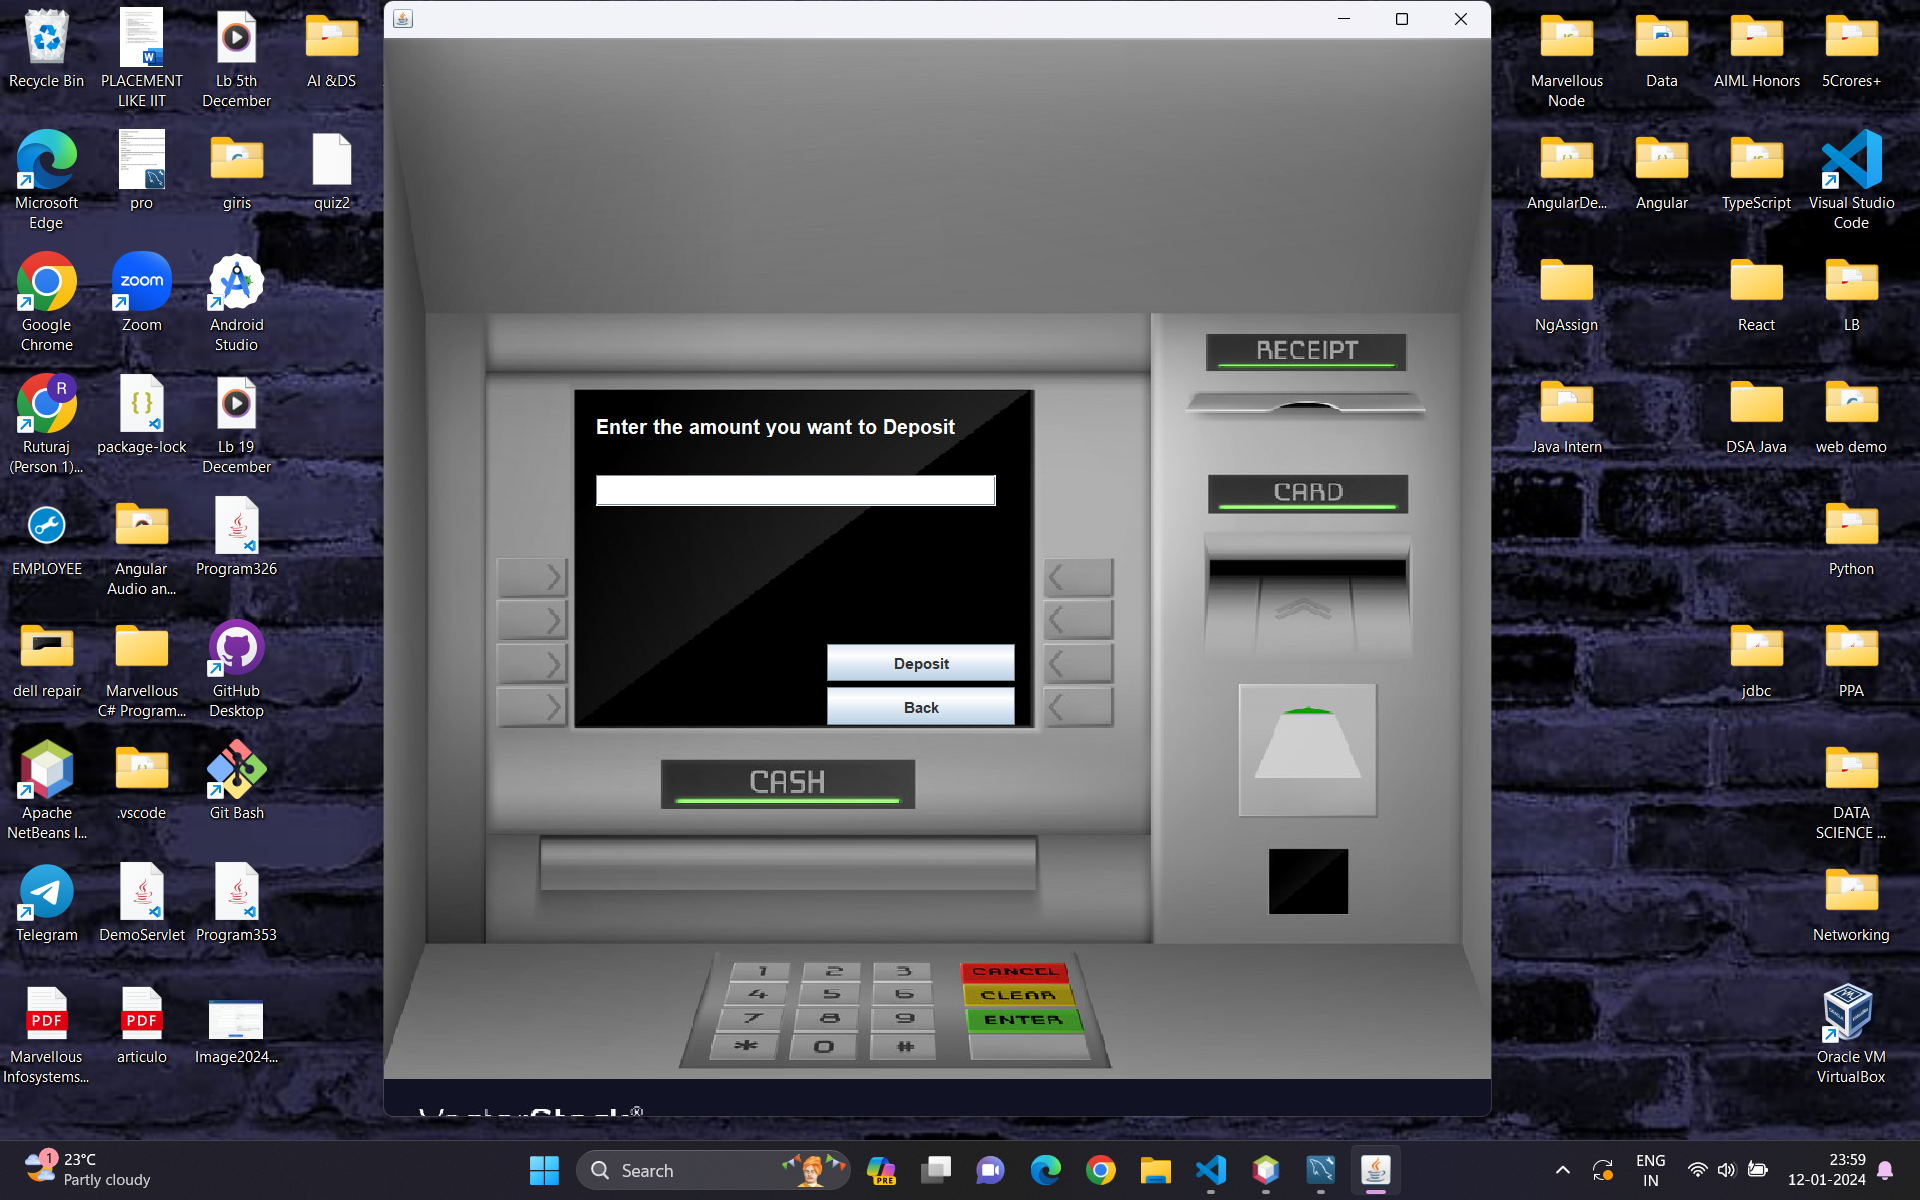 Recycle Bin
PLACEMENT
LIKE IIT
Lb 5th
December
AI &DS
Microsoft
Edge
pro
giris
quiz2
Google
Chrome
zoom
Zoom
Android
Studio
R
Ruturaj
(Person 1)...
package-lock
Lb 19
December
EMPLOYEE
Angular
Audio an...
Program326
dell repair
Marvellous
C# Program...
GitHub
Desktop
Apache
NetBeans I...
.vscode
Git Bash
Telegram
DemoServlet
Program353
PDF
Marvellous
Infosystems...
PDF
articulo
Image2024...
Enter the amount you want to Deposit
Deposit
Back
CASH
RECEIPT
CARD
1 2 3 CANCEL
4 5 6 CLEAR
7 8 9 ENTER
* 0 #
Marvellous
Node
Data
AIML Honors
5Crores+
AngularDe...
Angular
TypeScript
Visual Studio
Code
NgAssign
React
LB
Java Intern
DSA Java
web demo
Python
jdbc
PPA
DATA
SCIENCE ...
Networking
Oracle VM
VirtualBox
1
23°C
Partly cloudy
Search
PRE
ENG
IN
23:59
12-01-2024